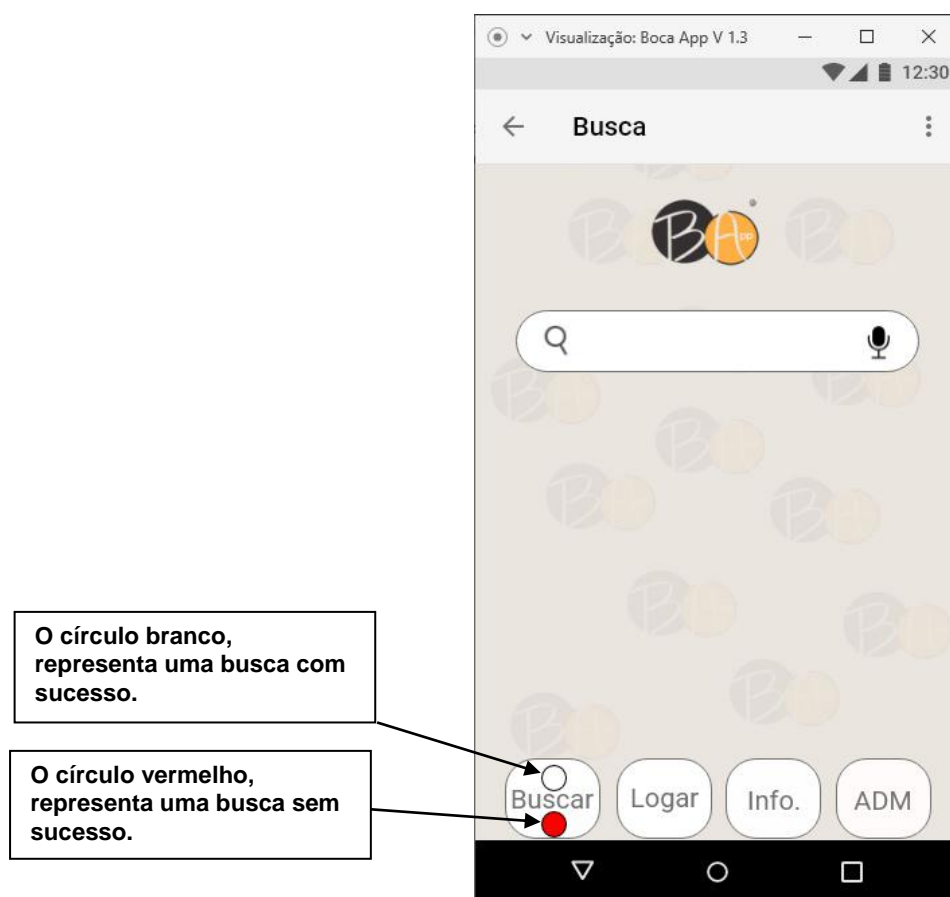 Visualização: Boca App V 1.3
12:30
Busca
BApp
O círculo branco,
representa uma busca com
sucesso.
O círculo vermelho,
representa uma busca sem
sucesso.
Buscar
Logar
Info.
ADM